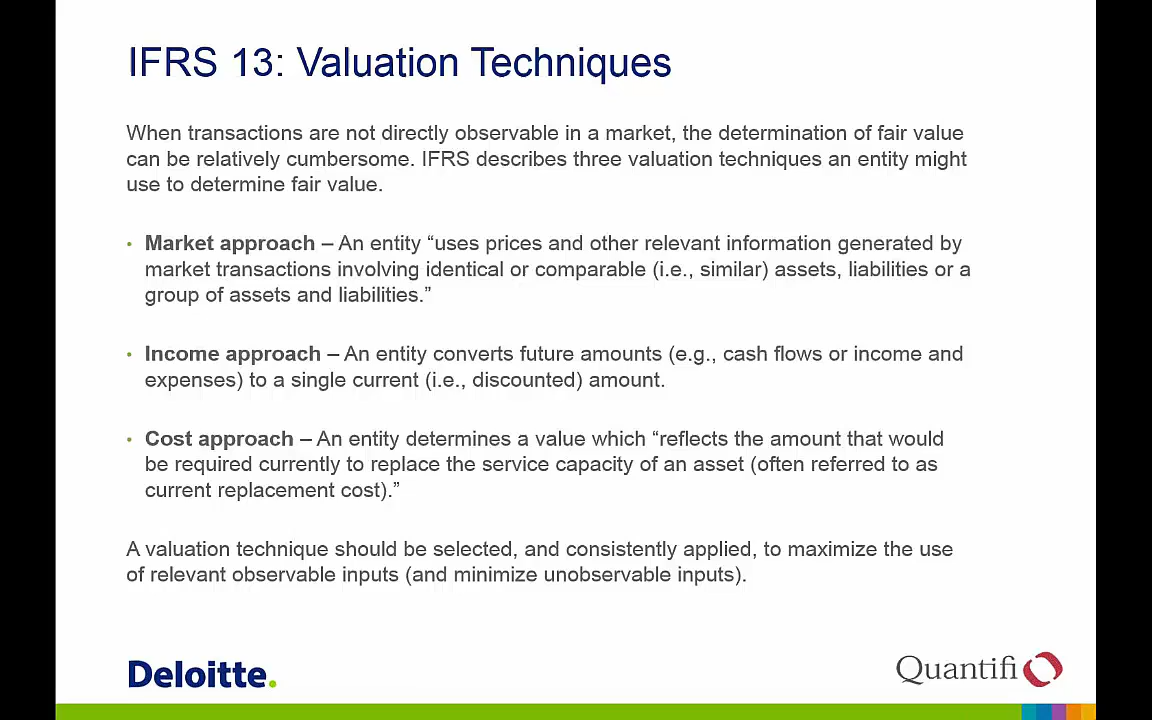 IFRS 13: Valuation Techniques
When transactions are not directly observable in a market, the determination of fair value
can be relatively cumbersome. IFRS describes three valuation techniques an entity might
use to determine fair value.
• Market approach – An entity “uses prices and other relevant information generated by
market transactions involving identical or comparable (i.e., similar) assets, liabilities or a
group of assets and liabilities.”
• Income approach – An entity converts future amounts (e.g., cash flows or income and
expenses) to a single current (i.e., discounted) amount.
• Cost approach – An entity determines a value which “reflects the amount that would
be required currently to replace the service capacity of an asset (often referred to as
current replacement cost).”
A valuation technique should be selected, and consistently applied, to maximize the use
of relevant observable inputs (and minimize unobservable inputs).
Deloitte.
Quantifi